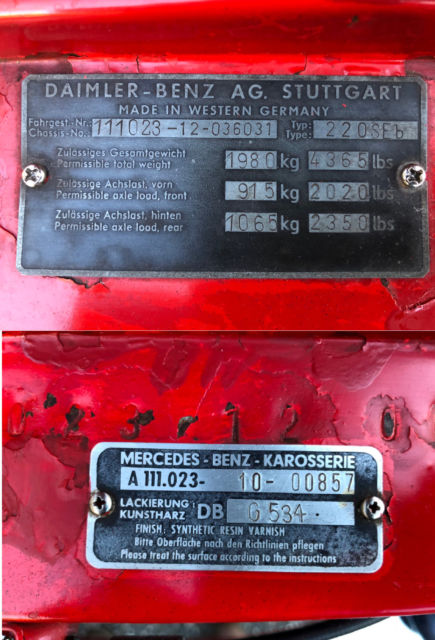 DAIMLER-BENZ AG. STUTTGART
MADE IN WESTERN GERMANY
Fahrgest.-Nr.: Chassis-No.: 111023-12-036031 Typ: Type: 220SEb
Zulässiges Gesamtgewicht
Permissible total weight 1980 kg 4365 lbs
Zulässige Achslast, vorn
Permissible axle load, front 915 kg 2020 lbs
Zulässige Achslast, hinten
Permissible axle load, rear 1065 kg 2350 lbs
MERCEDES-BENZ-KAROSSERIE
A 111.023- 10-00857
LACKIERUNG:
KUNSTHARZ DB G 534
FINISH: SYNTHETIC RESIN VARNISH
Bitte Oberfläche nach den Richtlinien pflegen
Please treat the surface according to the instructions